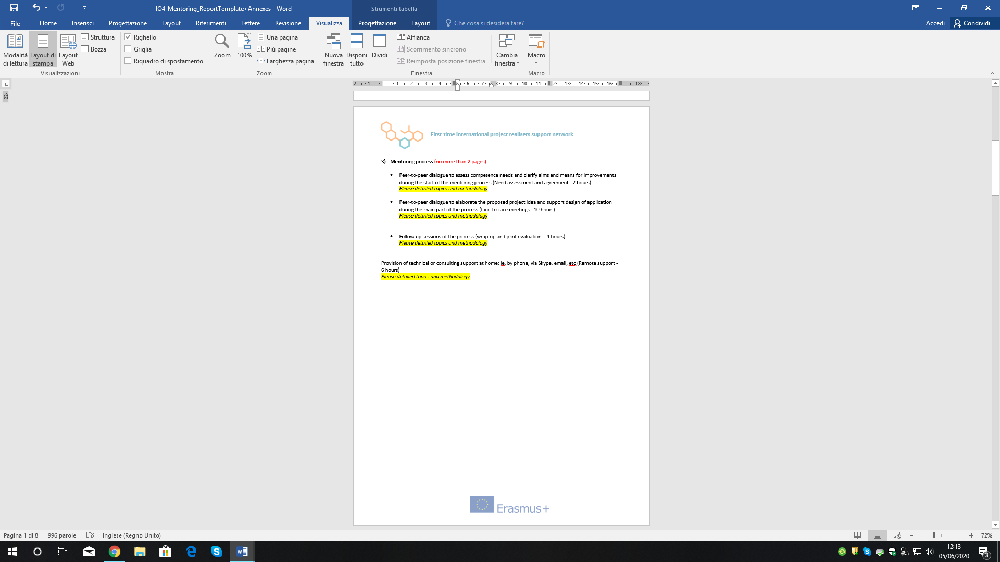 IO4-Mentoring_ReportTemplate+Annexes - Word
Strumenti tabella
File Home Inserisci Progettazione Layout Riferimenti Lettere Revisione Visualizza Progettazione Layout Che cosa si desidera fare? Accedi Condividi
Modalità di lettura
Layout di stampa
Layout Web
Struttura
Bozza
Visualizzazioni
Righello
Griglia
Riquadro di spostamento
Mostra
Zoom
100%
Una pagina
Più pagine
Larghezza pagina
Zoom
Nuova finestra
Disponi tutto
Dividi
Affianca
Scorrimento sincrono
Reimposta posizione finestra
Cambia finestra
Finestra
Macro
Macro
First-time international project realisers support network
3) Mentoring process (no more than 2 pages)
• Peer-to-peer dialogue to assess competence needs and clarify aims and means for improvements
during the start of the mentoring process (Need assessment and agreement - 2 hours)
Please detailed topics and methodology
• Peer-to-peer dialogue to elaborate the proposed project idea and support design of application
during the main part of the process (face-to-face meetings - 10 hours)
Please detailed topics and methodology
• Follow-up sessions of the process (wrap-up and joint evaluation -  4 hours)
Please detailed topics and methodology
Provision of technical or consulting support at home: ie. by phone, via Skype, email, etc (Remote support -
6 hours)
Please detailed topics and methodology
Erasmus+
Pagina 1 di 8 996 parole Inglese (Regno Unito) 72%
12:13
05/06/2020
3